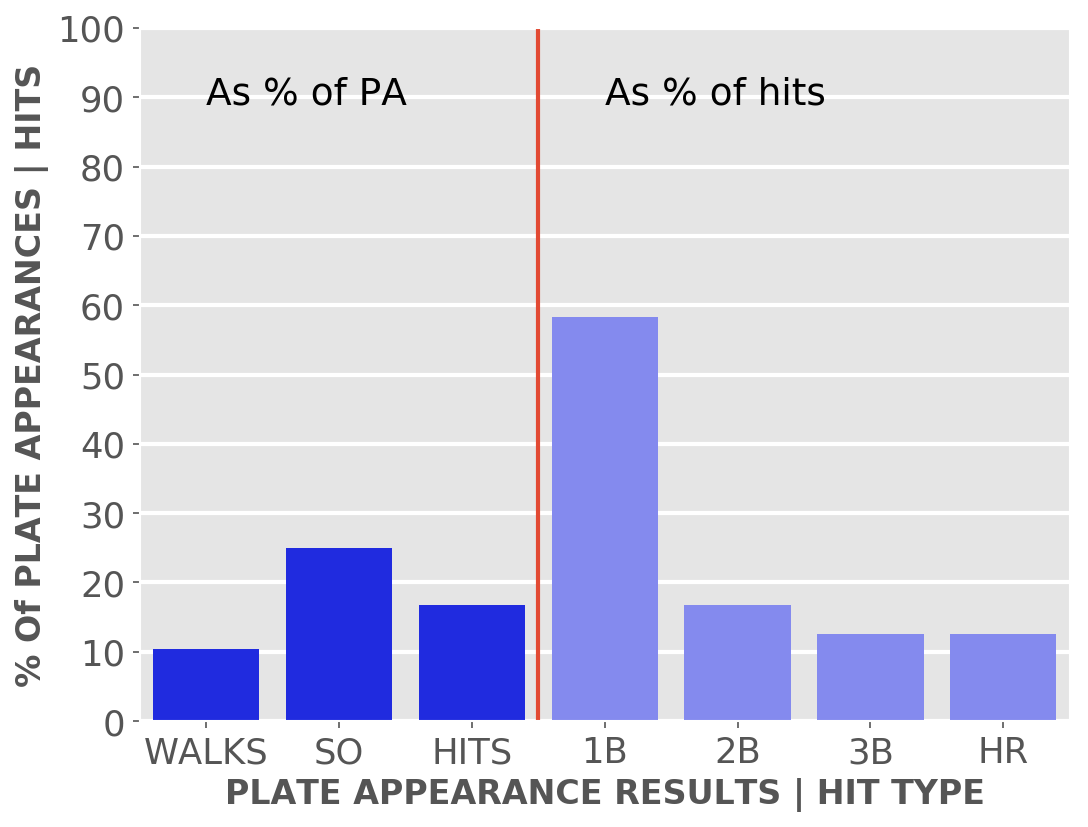 % Of PLATE APPEARANCES | HITS
100
90
80
70
60
50
40
30
20
10
0
As % of PA
As % of hits
WALKS SO HITS 1B 2B 3B HR
PLATE APPEARANCE RESULTS | HIT TYPE